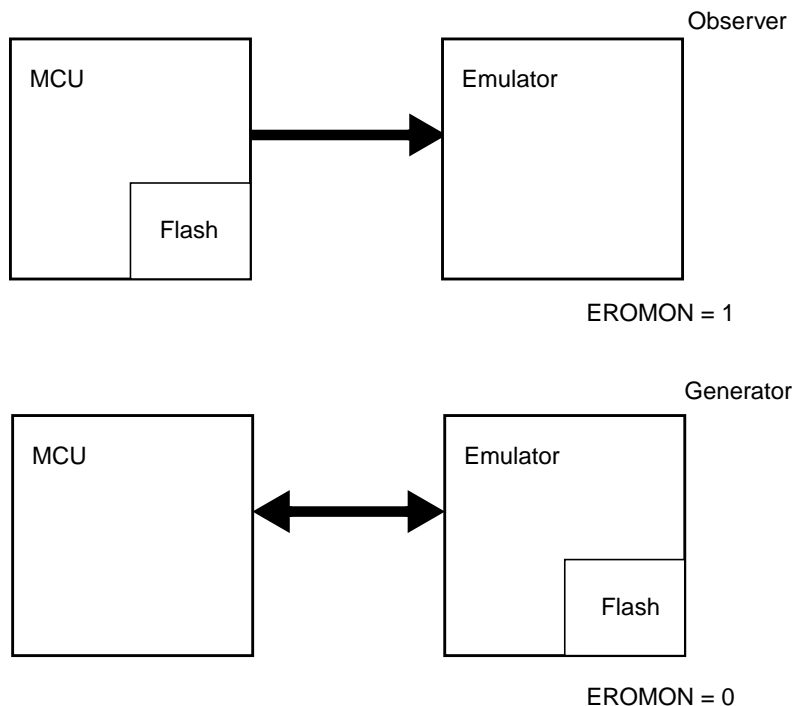 Observer
MCU
Emulator
Flash
EROMON = 1
Generator
MCU
Emulator
Flash
EROMON = 0